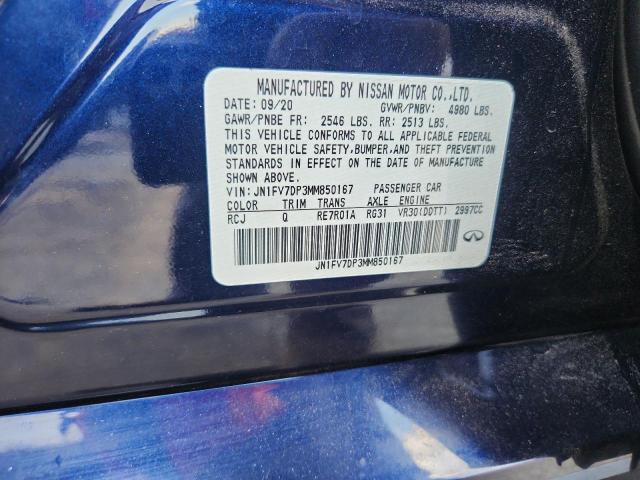 MANUFACTURED BY NISSAN MOTOR CO.,LTD.
DATE: 09/20 GVWR/PNBV: 4980 LBS.
GAWR/PNBE FR: 2546 LBS. RR: 2513 LBS.
THIS VEHICLE CONFORMS TO ALL APPLICABLE FEDERAL
MOTOR VEHICLE SAFETY,BUMPER,AND THEFT PREVENTION
STANDARDS IN EFFECT ON THE DATE OF MANUFACTURE
SHOWN ABOVE.
VIN: JN1FV7DP3MM850167 PASSENGER CAR
COLOR TRIM TRANS AXLE ENGINE
RCJ Q RE7R01A RG31 VR30(DDTT) 2997CC
JN1FV7DP3MM850167